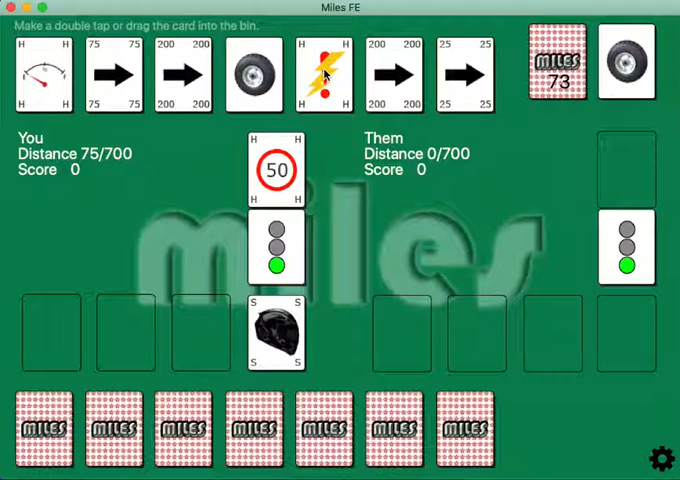 Miles FE
Make a double tap or drag the card into the bin.
H H
75 75
200 200
H H
200 200
25 25
H H
75 75
200 200
H H
200 200
25 25
MILES
73
You
Distance 75/700
Score 0
Them
Distance 0/700
Score 0
H H
50
H H
miles
S S
S S
MILES
MILES
MILES
MILES
MILES
MILES
MILES